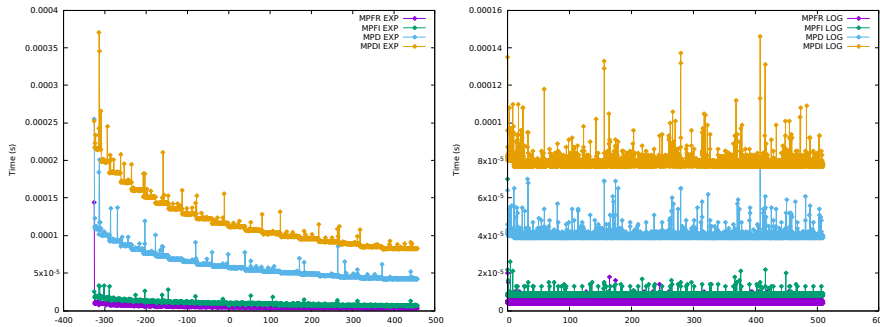 0.0004
0.00035
0.0003
0.00025
0.0002
0.00015
0.0001
5x10-5
0
Time (s)
-400 -300 -200 -100 0 100 200 300 400 500
MPFR EXP
MPFI EXP
MPD EXP
MPDI EXP
0.00016
0.00014
0.00012
0.0001
8x10-5
6x10-5
4x10-5
2x10-5
0
Time (s)
0 100 200 300 400 500 600
MPFR LOG
MPFI LOG
MPD LOG
MPDI LOG